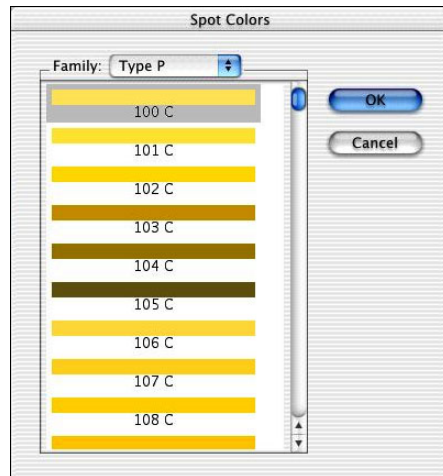 Spot Colors
Family: Type P
100 C
OK
101 C
Cancel
102 C
103 C
104 C
105 C
106 C
107 C
108 C